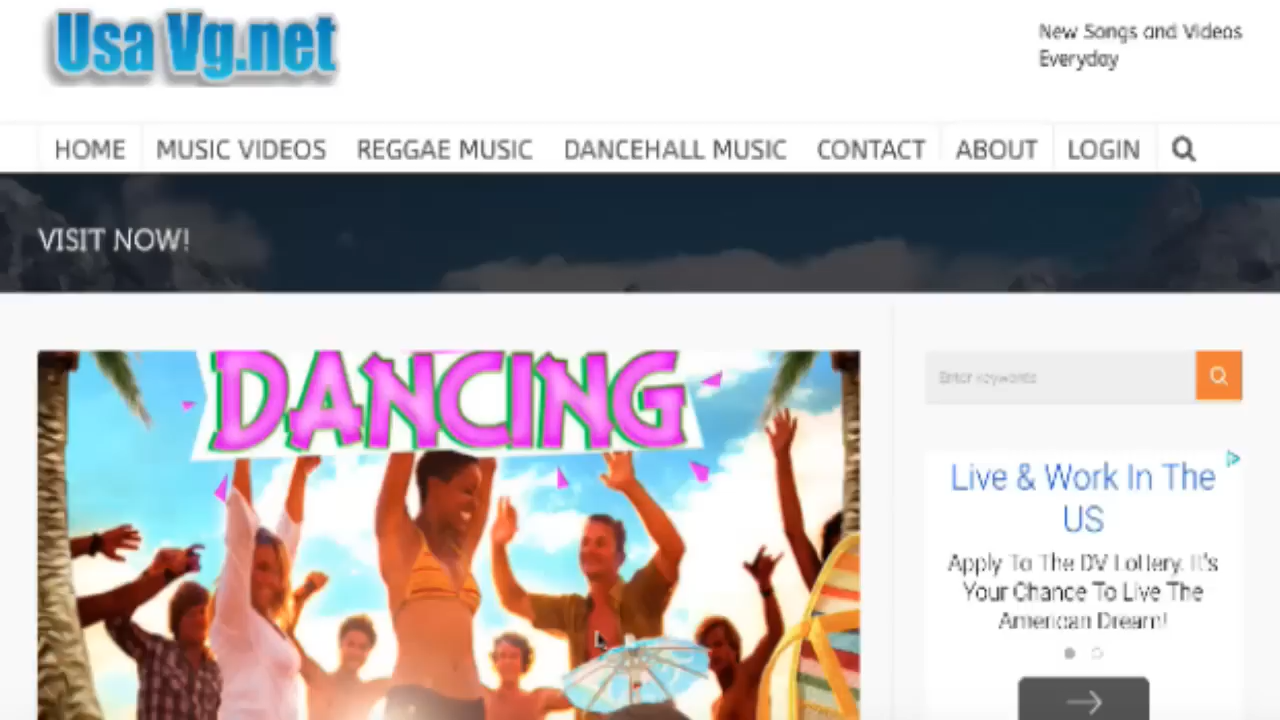 Usa Vg.net
New Songs and Videos
Everyday
HOME MUSIC VIDEOS REGGAE MUSIC DANCEHALL MUSIC CONTACT ABOUT LOGIN
VISIT NOW!
DANCING
Enter keywords
Live & Work In The
US
Apply To The DV Lottery. It's
Your Chance To Live The
American Dream!